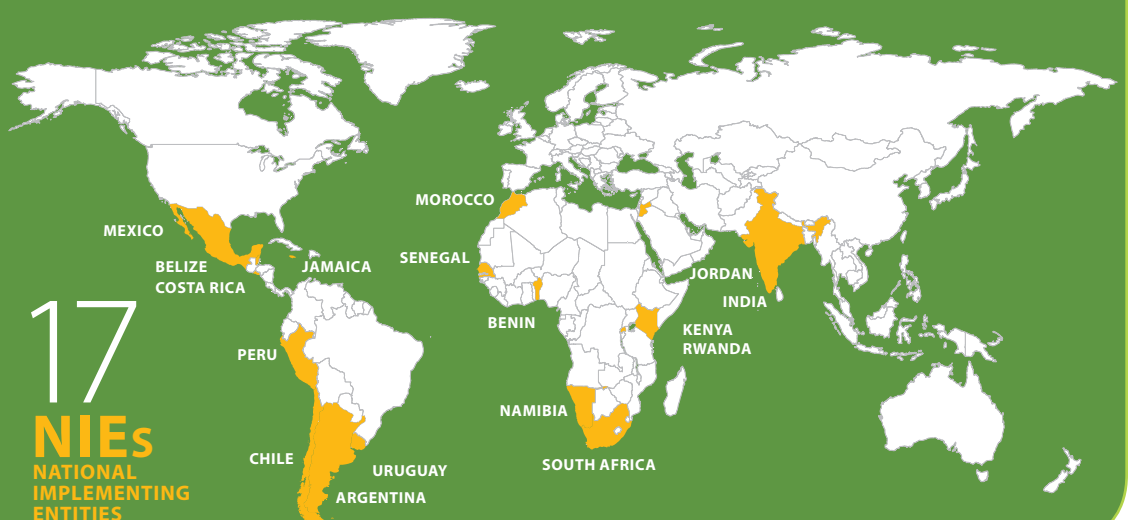 MOROCCO
MEXICO
SENEGAL
BELIZE
JAMAICA
COSTA RICA
JORDAN
INDIA
BENIN
KENYA
RWANDA
PERU
17
NIEs
NATIONAL
IMPLEMENTING
ENTITIES
NAMIBIA
CHILE
SOUTH AFRICA
URUGUAY
ARGENTINA